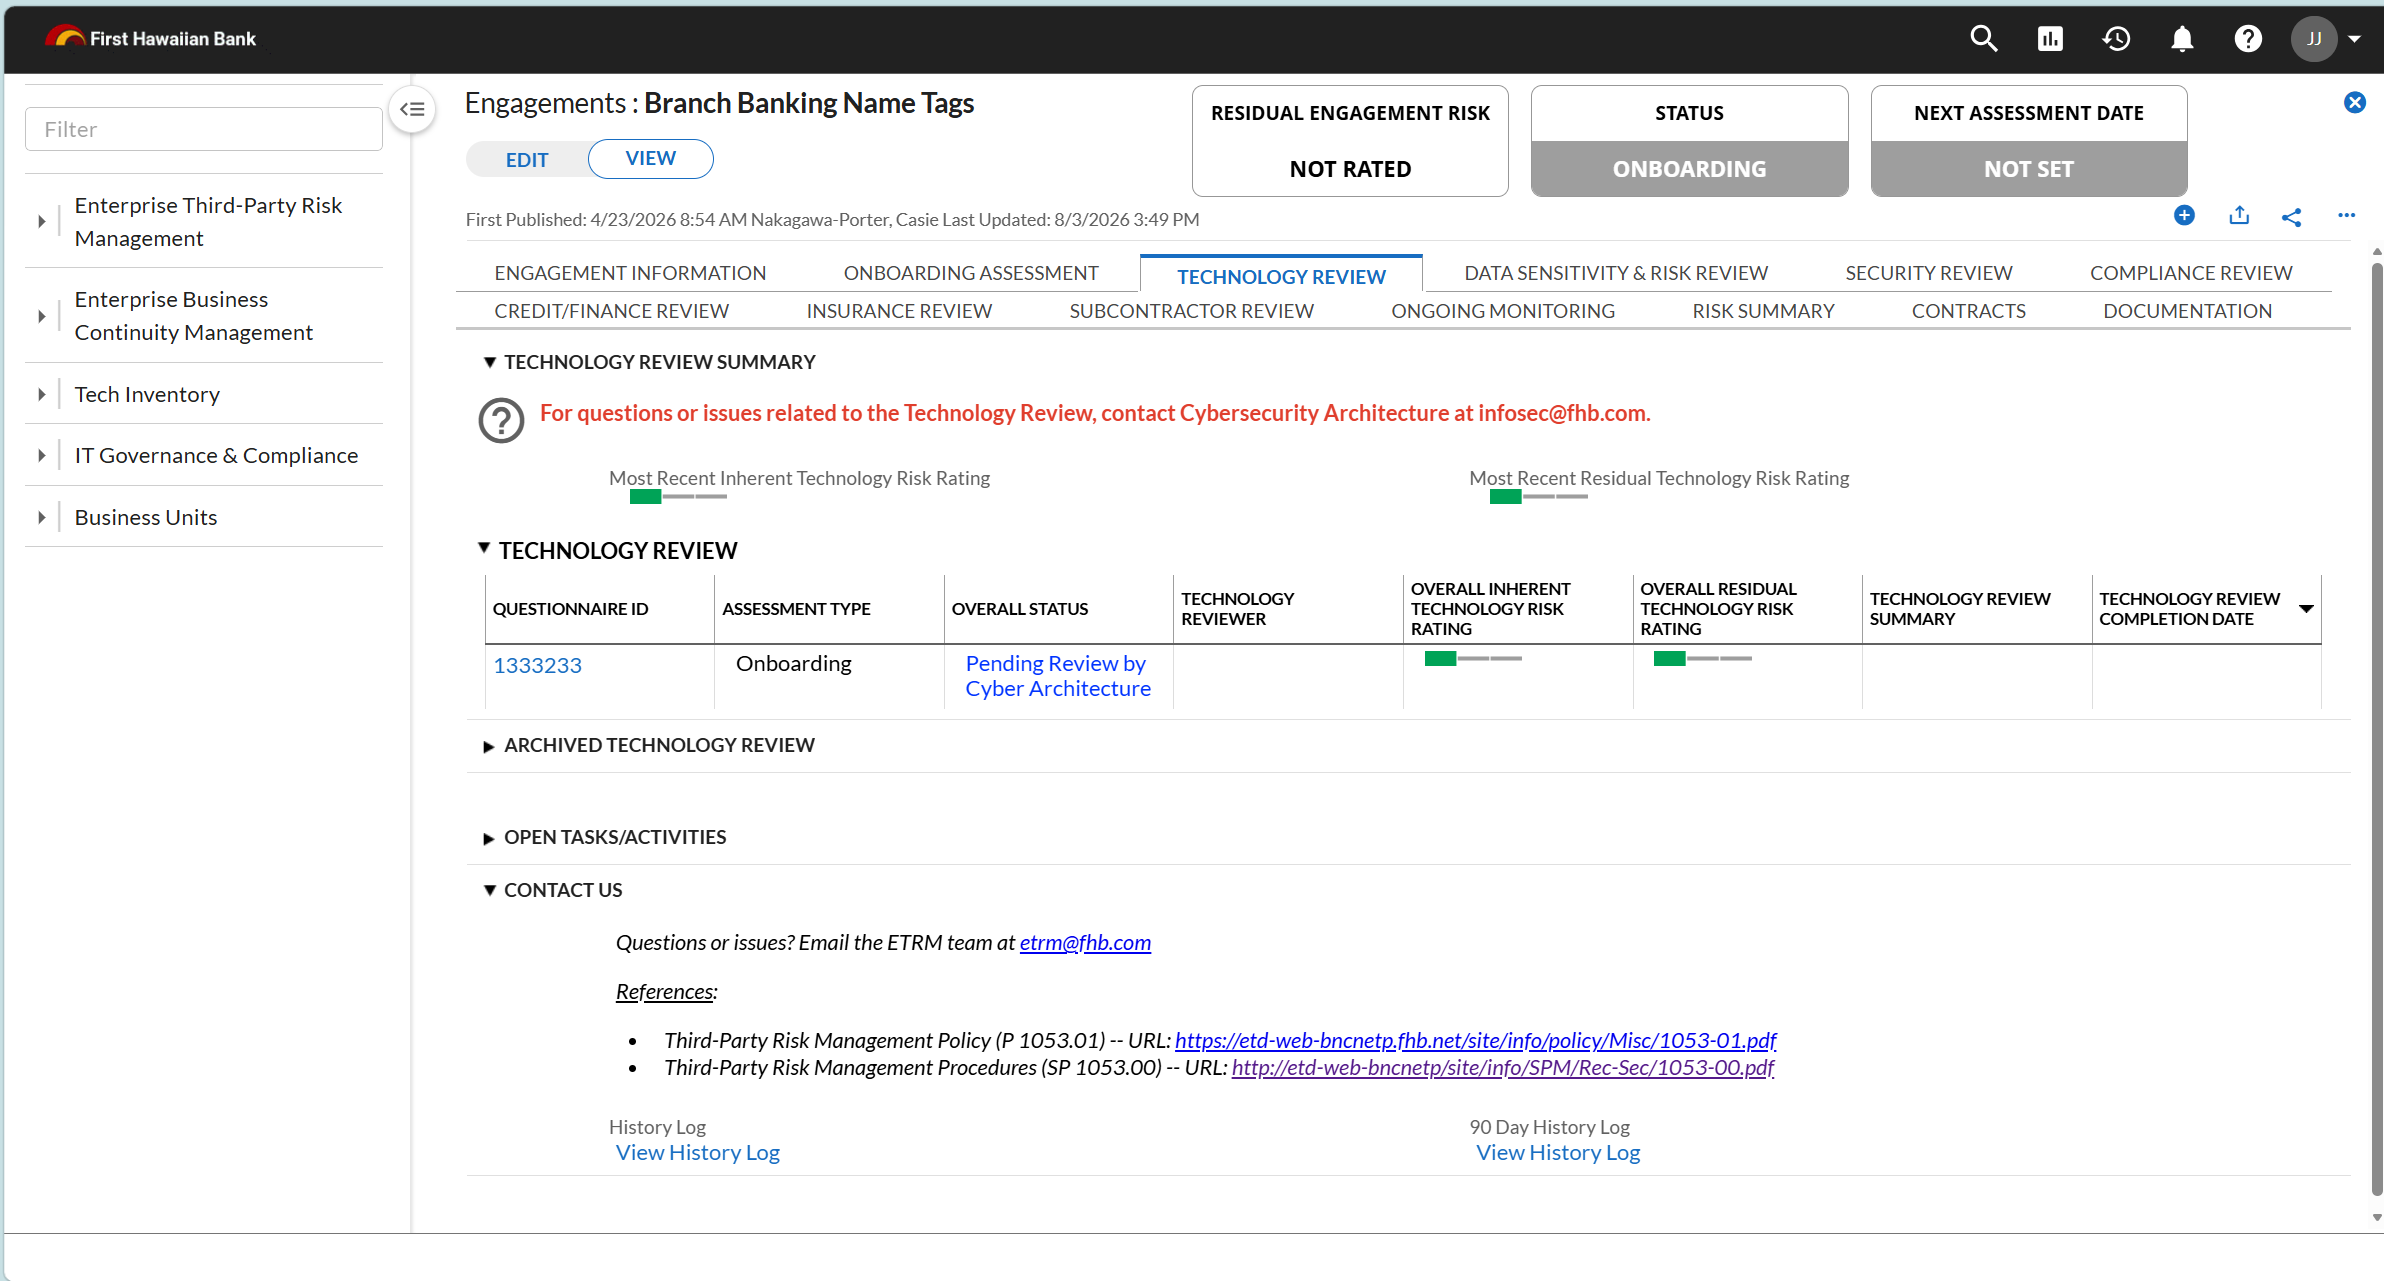 First Hawaiian Bank
JJ
Filter
Enterprise Third-Party Risk
Management
Enterprise Business
Continuity Management
Tech Inventory
IT Governance & Compliance
Business Units
Engagements : Branch Banking Name Tags
EDIT
VIEW
RESIDUAL ENGAGEMENT RISK
NOT RATED
STATUS
ONBOARDING
NEXT ASSESSMENT DATE
NOT SET
First Published: 4/23/2026 8:54 AM Nakagawa-Porter, Casie Last Updated: 8/3/2026 3:49 PM
ENGAGEMENT INFORMATION
ONBOARDING ASSESSMENT
TECHNOLOGY REVIEW
DATA SENSITIVITY & RISK REVIEW
SECURITY REVIEW
COMPLIANCE REVIEW
CREDIT/FINANCE REVIEW
INSURANCE REVIEW
SUBCONTRACTOR REVIEW
ONGOING MONITORING
RISK SUMMARY
CONTRACTS
DOCUMENTATION
TECHNOLOGY REVIEW SUMMARY
For questions or issues related to the Technology Review, contact Cybersecurity Architecture at infosec@fhb.com.
Most Recent Inherent Technology Risk Rating
Most Recent Residual Technology Risk Rating
TECHNOLOGY REVIEW
QUESTIONNAIRE ID
ASSESSMENT TYPE
OVERALL STATUS
TECHNOLOGY
REVIEWER
OVERALL INHERENT
TECHNOLOGY RISK
RATING
OVERALL RESIDUAL
TECHNOLOGY RISK
RATING
TECHNOLOGY REVIEW
SUMMARY
TECHNOLOGY REVIEW
COMPLETION DATE
1333233
Onboarding
Pending Review by
Cyber Architecture
ARCHIVED TECHNOLOGY REVIEW
OPEN TASKS/ACTIVITIES
CONTACT US
Questions or issues? Email the ETRM team at etrm@fhb.com
References:
• Third-Party Risk Management Policy (P 1053.01) -- URL: https://etd-web-bncnetp.fhb.net/site/info/policy/Misc/1053-01.pdf
• Third-Party Risk Management Procedures (SP 1053.00) -- URL: http://etd-web-bncnetp/site/info/SPM/Rec-Sec/1053-00.pdf
History Log
View History Log
90 Day History Log
View History Log